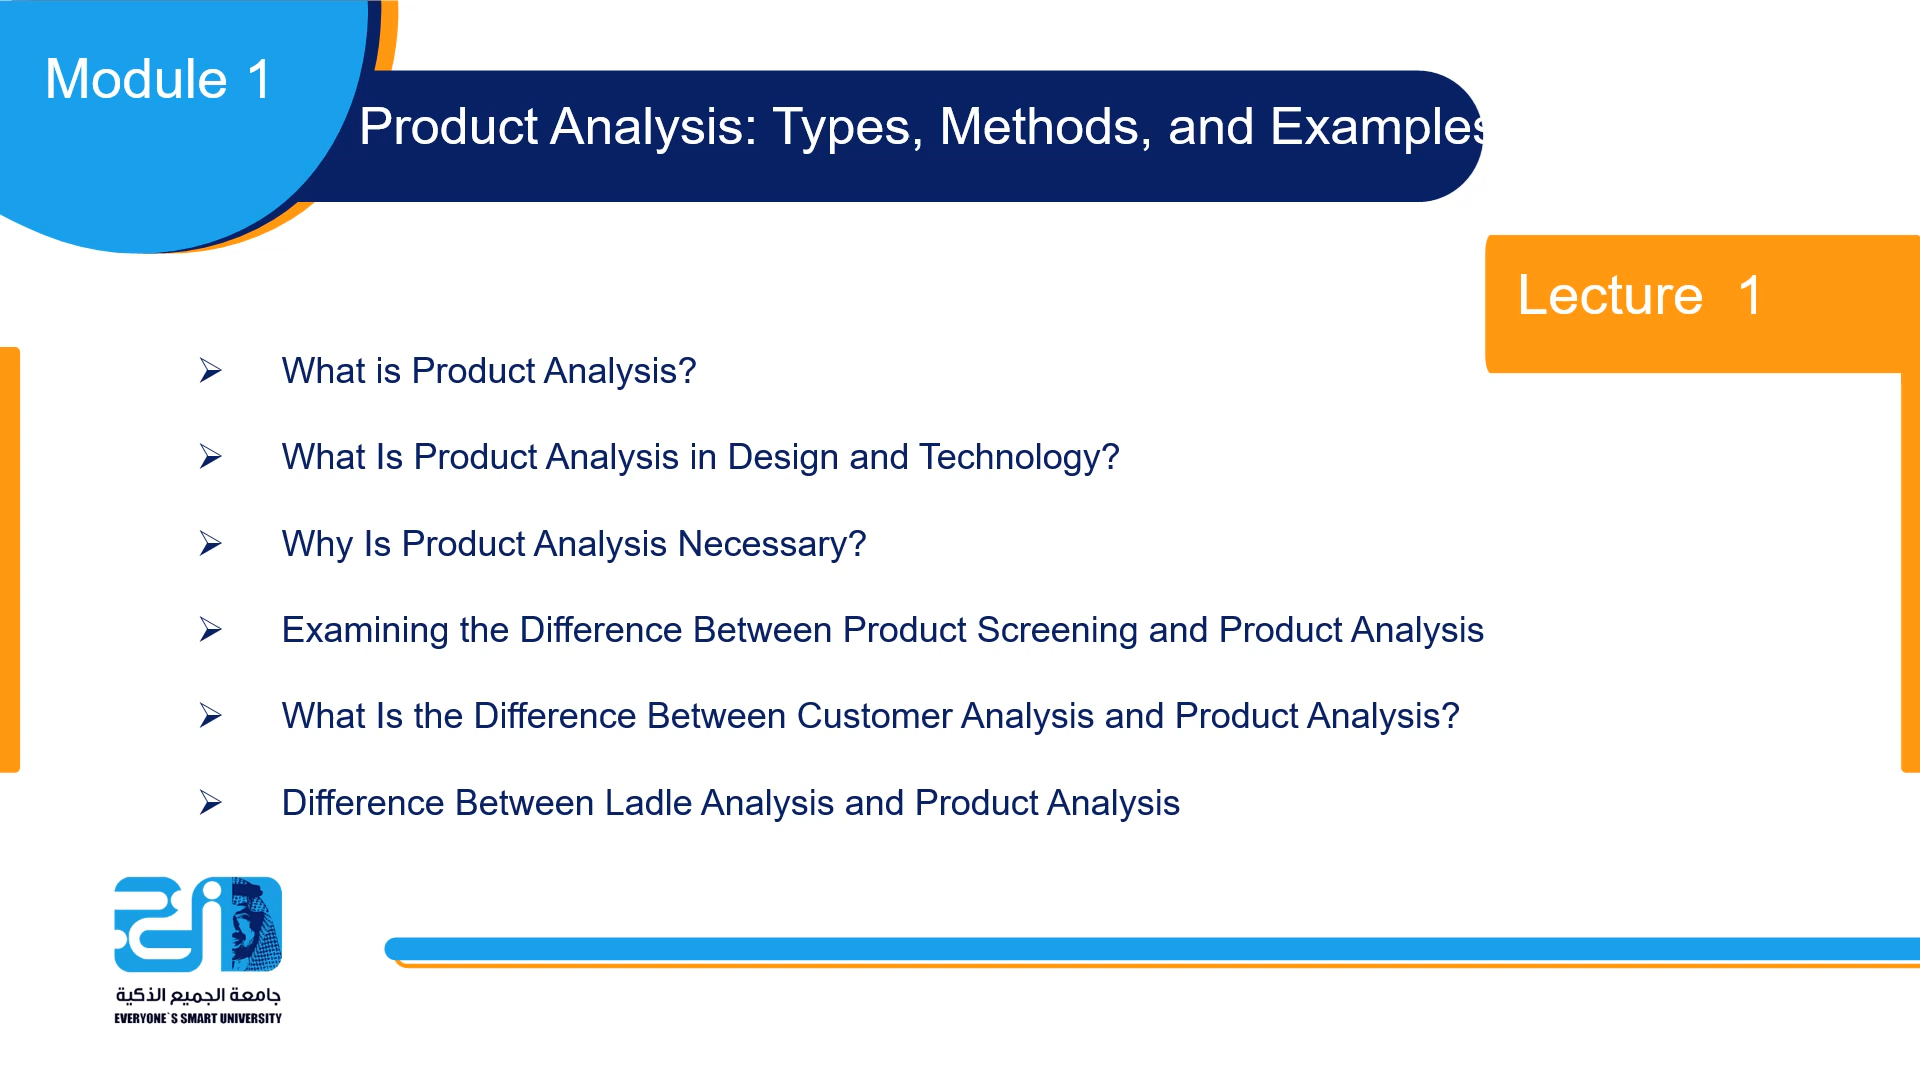 Module 1
Product Analysis: Types, Methods, and Examples
Lecture 1
What is Product Analysis?
What Is Product Analysis in Design and Technology?
Why Is Product Analysis Necessary?
Examining the Difference Between Product Screening and Product Analysis
What Is the Difference Between Customer Analysis and Product Analysis?
Difference Between Ladle Analysis and Product Analysis
جامعة الجميع الذكية
EVERYONE`S SMART UNIVERSITY